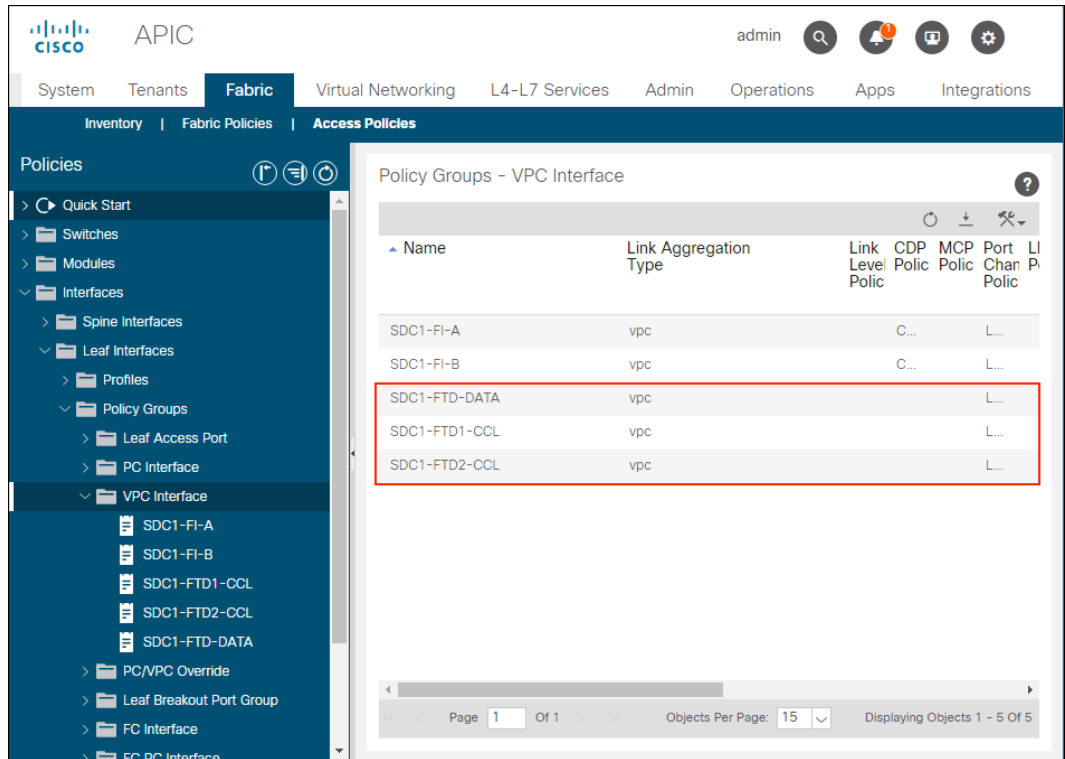 CISCO APIC admin 1
System Tenants Fabric Virtual Networking L4-L7 Services Admin Operations Apps Integrations
Inventory | Fabric Policies | Access Policies
Policies
Quick Start
Switches
Modules
Interfaces
Spine Interfaces
Leaf Interfaces
Profiles
Policy Groups
Leaf Access Port
PC Interface
VPC Interface
SDC1-FI-A
SDC1-FI-B
SDC1-FTD1-CCL
SDC1-FTD2-CCL
SDC1-FTD-DATA
PC/VPC Override
Leaf Breakout Port Group
FC Interface
FC PC Interface
Policy Groups - VPC Interface ?
Name Link Aggregation Link CDP MCP Port
Type Level Polic Polic Chan
Polic Polic
SDC1-FI-A vpc C... L...
SDC1-FI-B vpc C... L...
SDC1-FTD-DATA vpc L...
SDC1-FTD1-CCL vpc L...
SDC1-FTD2-CCL vpc L...
Page 1 Of 1 Objects Per Page: 15 Displaying Objects 1 - 5 Of 5